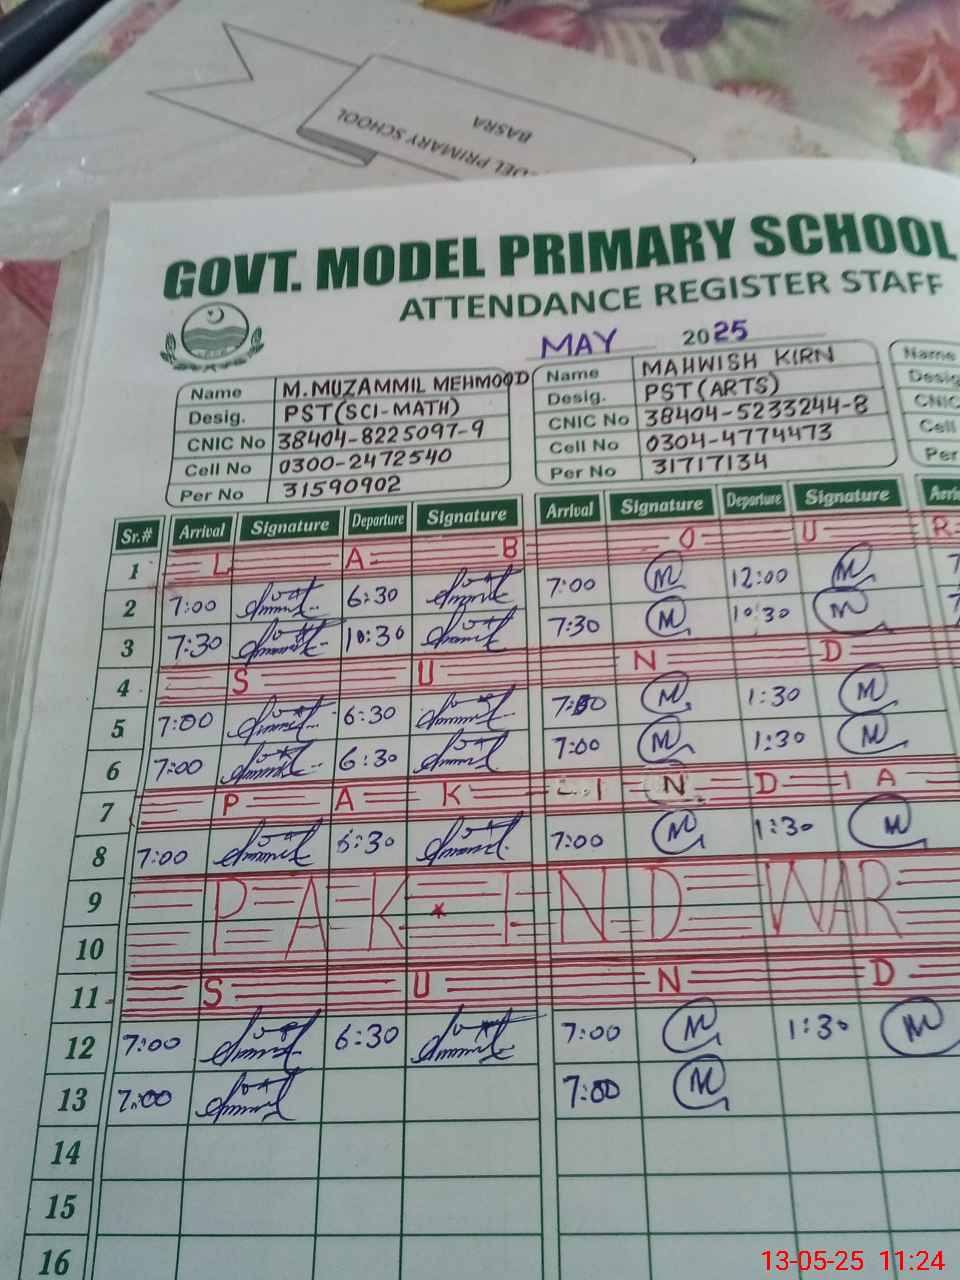 BASRA
DEL PRIMARY SCHOOL
GOVT. MODEL PRIMARY SCHOOL
ATTENDANCE REGISTER STAFF
MAY 2025
Name M. MUZAMMIL MEHMOOD Name MAHWISH KIRN Name
Desig. PST(SCI-MATH) Desig. PST(ARTS) Desig
CNIC No 38404-8225097-9 CNIC No 38404-5233244-8 CNIC
Cell No 0300-2472540 Cell No 0304-4774473 Cell
Per No 31590902 Per No 31717134 Per
Sr.# Arrival Signature Departure Signature Arrival Signature Departure Signature Arri
1 L A B O U R
2 7:00 6:30 7:00 M 12:00 M 7
3 7:30 10:30 7:30 M 10:30 M 7
4 S U N D
5 7:00 6:30 7:00 M 1:30 M
6 7:00 6:30 7:00 M 1:30 M
7 P A K - I N D I A
8 7:00 6:30 7:00 M 1:30 M
9 PAK * IND WAR
10
11 S U N D
12 7:00 6:30 7:00 M 1:30 M
13 7:00 7:00 M
14
15
16
13-05-25 11:24